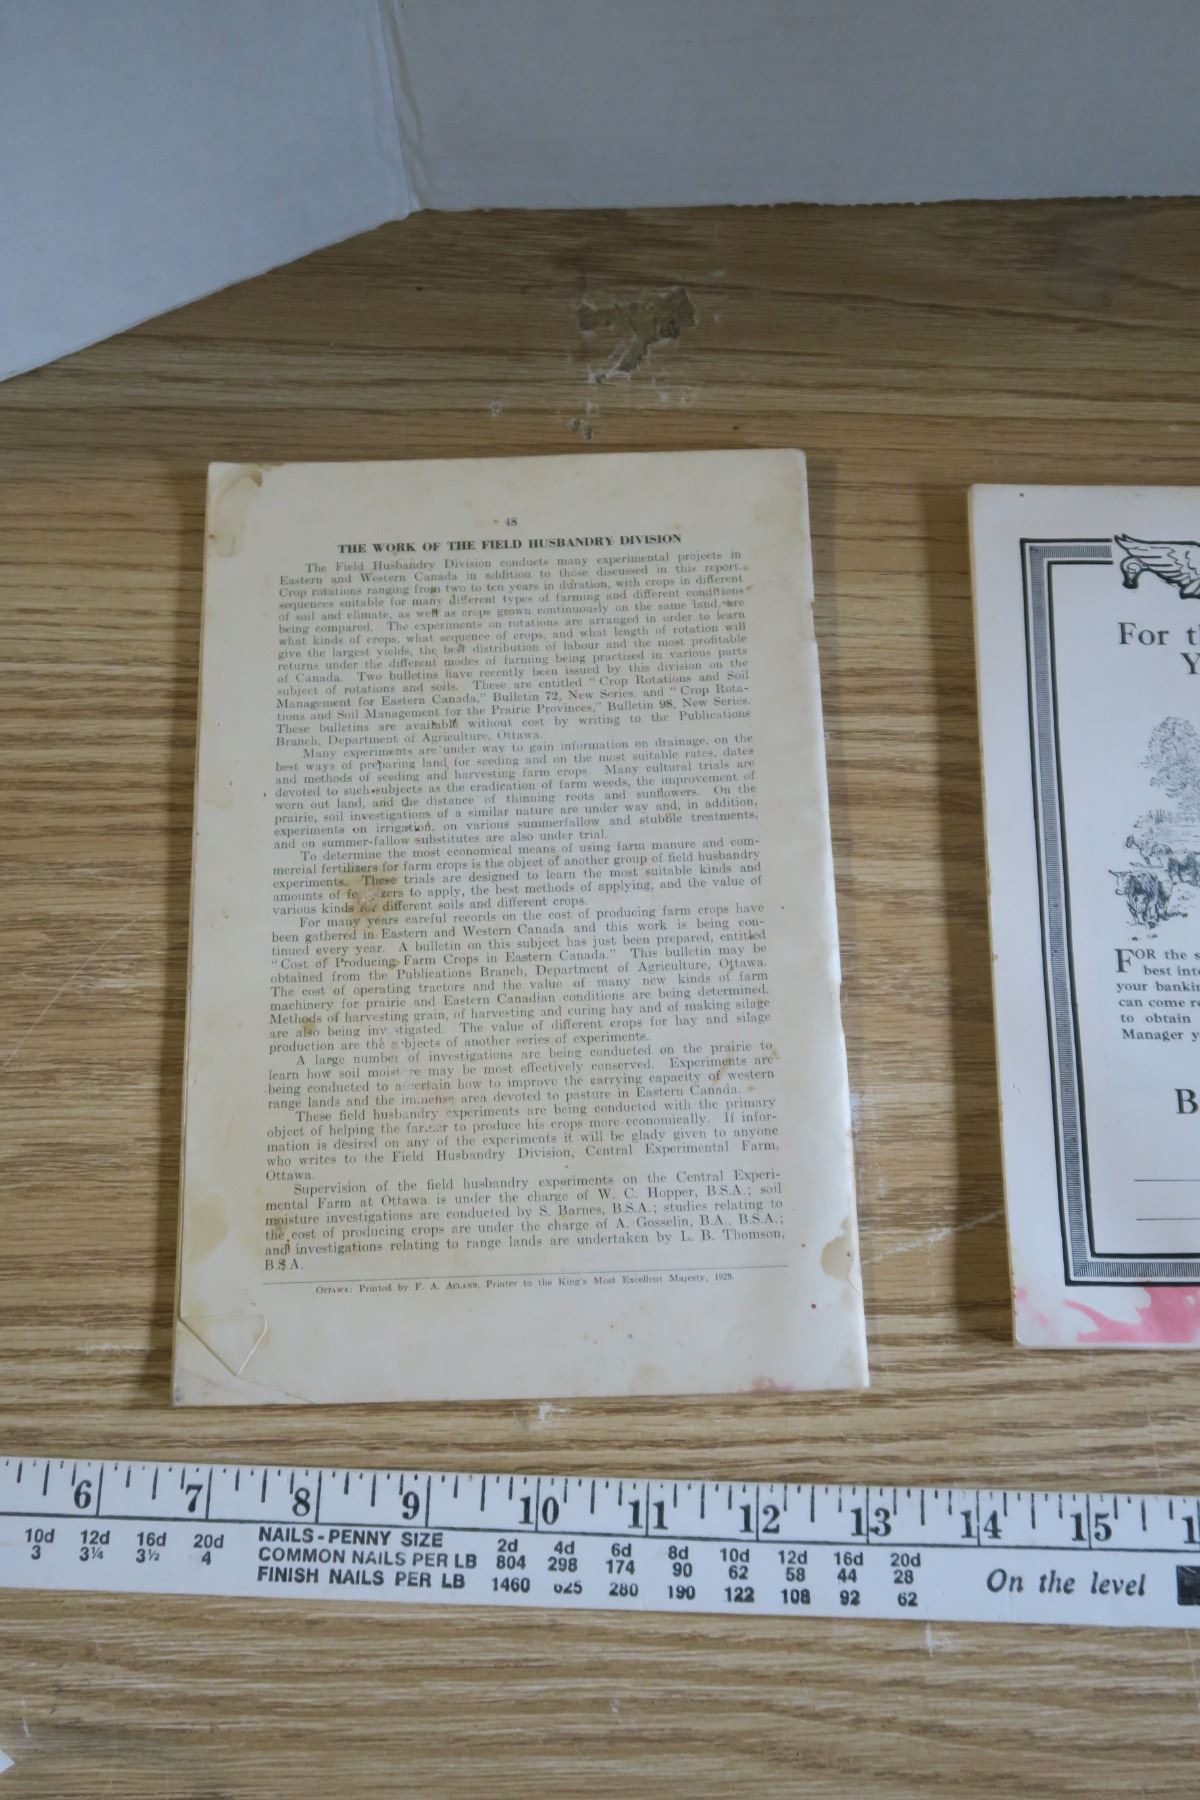 48
THE WORK OF THE FIELD HUSBANDRY DIVISION
The Field Husbandry Division conducts many experimental projects in
Eastern and Western Canada in addition to those discussed in this report.
Crop rotations ranging from two to ten years in duration, with crops in different
sequences suitable for many different types of farming and different conditions
of soil and climate, as well as crops grown continuously on the same land, are
being compared. The experiments on rotations are arranged in order to learn
what kinds of crops, what sequence of crops, and what length of rotation will
give the largest yields, the best distribution of labour and the most profitable
returns under the different modes of farming being practised in various parts
of Canada. Two bulletins have recently been issued by this division on the
subject of rotations and soils. These are entitled "Crop Rotations and Soil
Management for Eastern Canada," Bulletin 72, New Series, and "Crop Rota-
tions and Soil Management for the Prairie Provinces," Bulletin 98, New Series.
These bulletins are available without cost by writing to the Publications
Branch, Department of Agriculture, Ottawa.
Many experiments are under way to gain information on drainage, on the
best ways of preparing land for seeding and on the most suitable rates, dates
and methods of seeding and harvesting farm crops. Many cultural trials are
devoted to such subjects as the eradication of farm weeds, the improvement of
worn out land, and the distance of thinning roots and sunflowers. On the
prairie, soil investigations of a similar nature are under way and, in addition,
experiments on irrigation, on various summerfallow and stubble treatments,
and on summer-fallow substitutes are also under trial.
To determine the most economical means of using farm manure and com-
mercial fertilizers for farm crops is the object of another group of field husbandry
experiments. These trials are designed to learn the most suitable kinds and
amounts of fe zers to apply, the best methods of applying, and the value of
various kinds for different soils and different crops.
For many years careful records on the cost of producing farm crops have
been gathered in Eastern and Western Canada and this work is being con-
tinued every year. A bulletin on this subject has just been prepared, entitled
"Cost of Producing Farm Crops in Eastern Canada." This bulletin may be
obtained from the Publications Branch, Department of Agriculture, Ottawa.
The cost of operating tractors and the value of many new kinds of farm
machinery for prairie and Eastern Canadian conditions are being determined.
Methods of harvesting grain, of harvesting and curing hay and of making silage
are also being investigated. The value of different crops for hay and silage
production are the subjects of another series of experiments.
A large number of investigations are being conducted on the prairie to
learn how soil moisture may be most effectively conserved. Experiments are
being conducted to ascertain how to improve the carrying capacity of western
range lands and the immense area devoted to pasture in Eastern Canada.
These field husbandry experiments are being conducted with the primary
object of helping the farmer to produce his crops more economically. If infor-
mation is desired on any of the experiments it will be glady given to anyone
who writes to the Field Husbandry Division, Central Experimental Farm,
Ottawa.
Supervision of the field husbandry experiments on the Central Experi-
mental Farm at Ottawa is under the charge of W. C. Hopper, B.S.A.; soil
moisture investigations are conducted by S. Barnes, B.S.A.; studies relating to
the cost of producing crops are under the charge of A. Gosselin, B.A., B.S.A.;
and investigations relating to range lands are undertaken by L. B. Thomson,
B.S.A.
OTTAWA: Printed by F. A. ACLAND, Printer to the King's Most Excellent Majesty, 1929.
For t
Y
FOR the s
best int
your bankin
can come r
to obtain
Manager y
B
6 7 8 9 10 11 12 13 14 15 1
10d 12d 16d 20d NAILS-PENNY SIZE 2d 4d 6d 8d 10d 12d 16d 20d
3 3¼ 3½ 4 COMMON NAILS PER LB 804 298 174 90 62 58 44 28
FINISH NAILS PER LB 1460 625 280 190 122 108 92 62
On the level